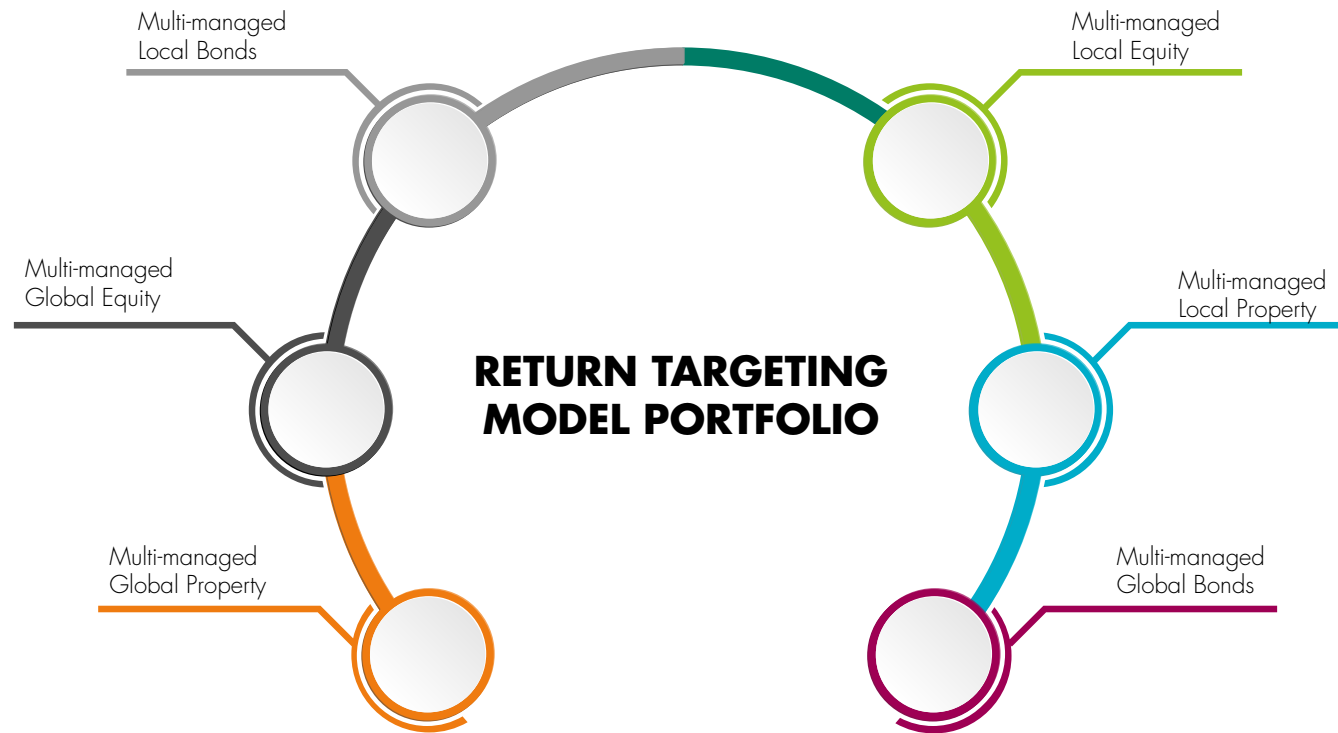 Multi-managed
Local Bonds
Multi-managed
Local Equity
Multi-managed
Global Equity
Multi-managed
Local Property
RETURN TARGETING
MODEL PORTFOLIO
Multi-managed
Global Property
Multi-managed
Global Bonds